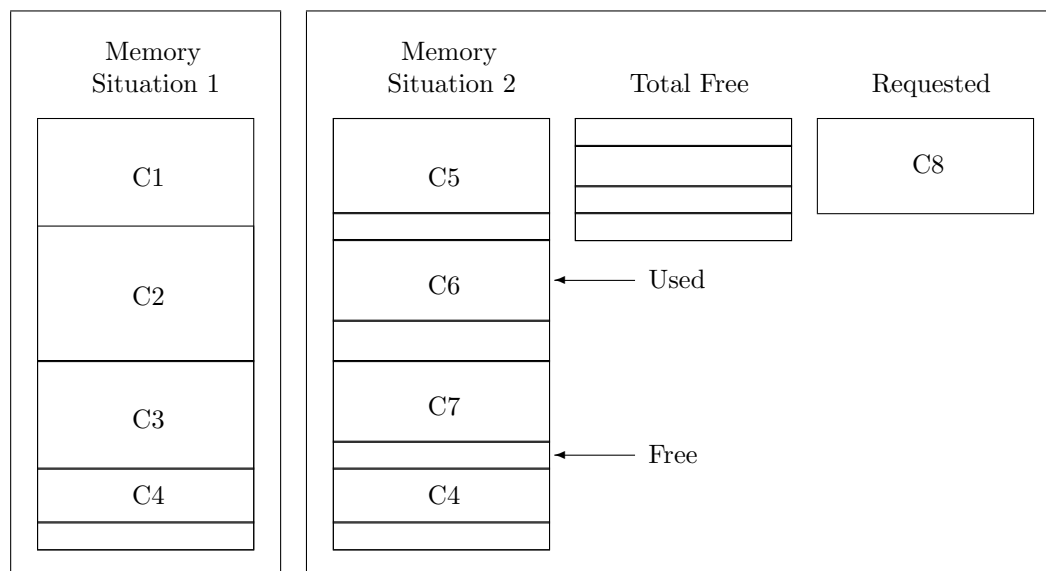 Memory
Situation 1
C1
C2
C3
C4
Memory
Situation 2
C5
C6
C7
C4
Total Free
Used
Free
Requested
C8